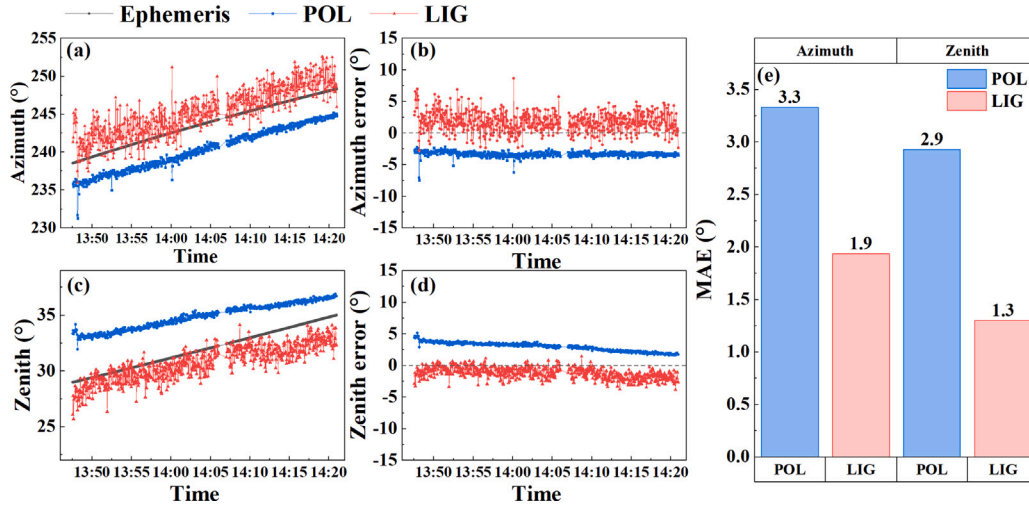 Ephemeris POL LIG
(a)
255
250
245
240
235
230
Azimuth (°)
13:50 13:55 14:00 14:05 14:10 14:15 14:20
Time
(b)
15
10
5
0
-5
-10
-15
Azimuth error (°)
13:50 13:55 14:00 14:05 14:10 14:15 14:20
Time
(c)
35
30
25
Zenith (°)
13:50 13:55 14:00 14:05 14:10 14:15 14:20
Time
(d)
15
10
5
0
-5
-10
-15
Zenth error (°)
13:50 13:55 14:00 14:05 14:10 14:15 14:20
Time
Azimuth Zenith
(e)
POL
LIG
3.5
3.0
2.5
2.0
1.5
1.0
0.5
0.0
MAE (°)
3.3
1.9
2.9
1.3
POL LIG POL LIG